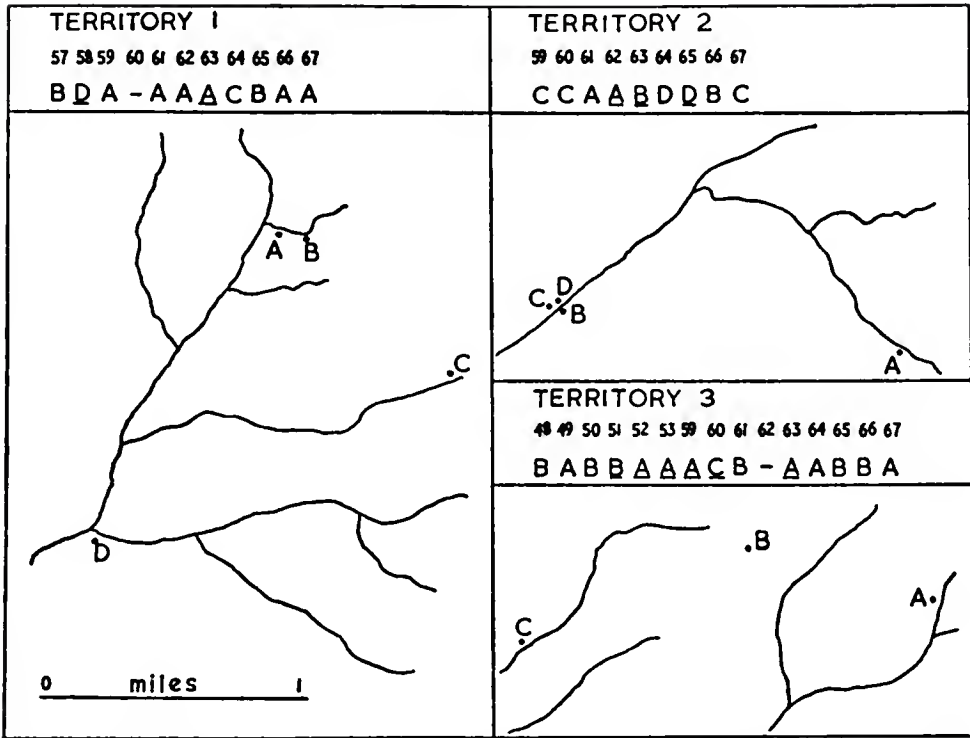 TERRITORY 1
57 58 59 60 61 62 63 64 65 66 67
B D A - A A A C B A A
A
B
C
D
0 miles 1
TERRITORY 2
59 60 61 62 63 64 65 66 67
C C A A B D D B C
D
C
B
A
TERRITORY 3
48 49 50 51 52 53 59 60 61 62 63 64 65 66 67
B A B B A A A C B - A A B B A
B
A
C